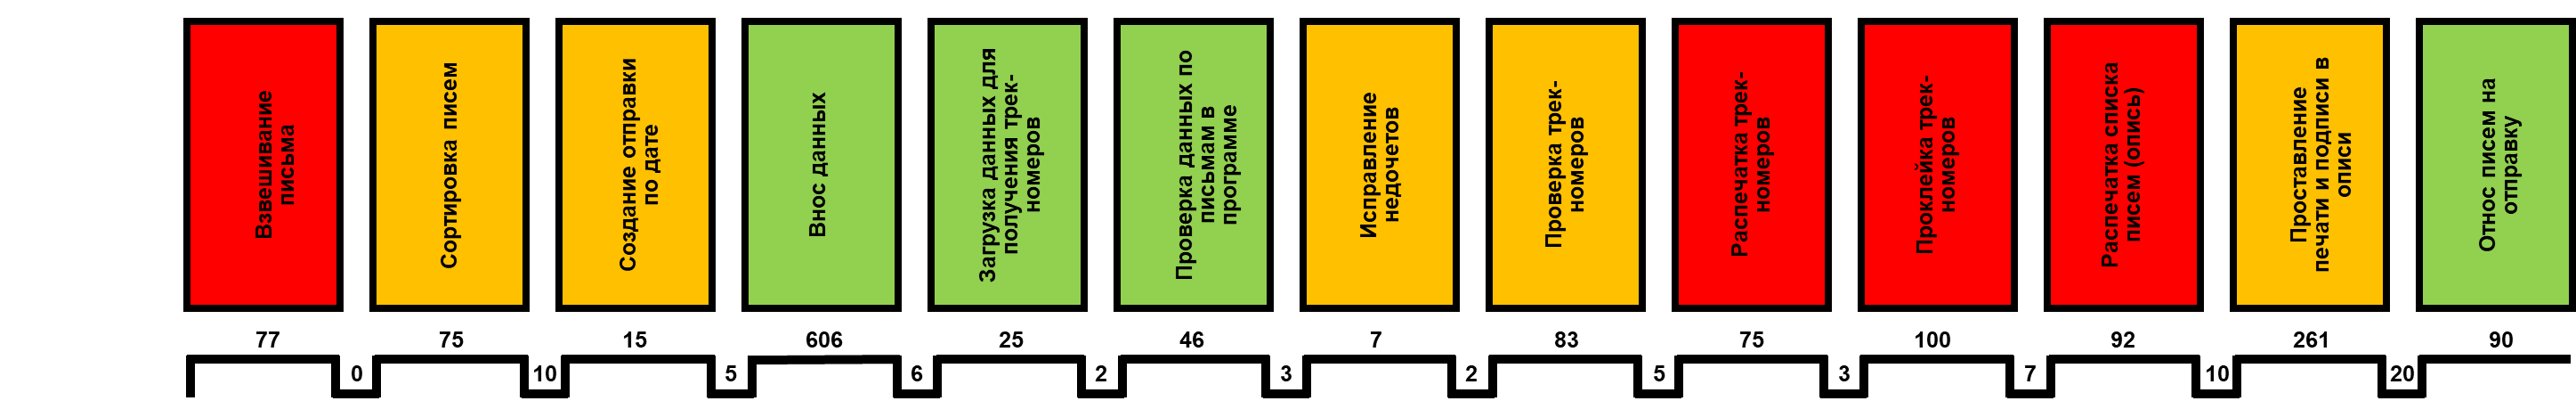 Взвешивание
письма
Сортировка писем
Создание отправки
по дате
Внос данных
Загрузка данных для
получения трек-
номеров
Проверка данных по
письмам в
программе
Исправление
недочетов
Проверка трек-
номеров
Распечатка трек-
номеров
Проклейка трек-
номеров
Распечатка списка
писем (опись)
Проставление
печати и подписи в
описи
Относ писем на
отправку
77 75 15 606 25 46 7 83 75 100 92 261 90
0 10 5 6 2 3 2 5 3 7 10 20